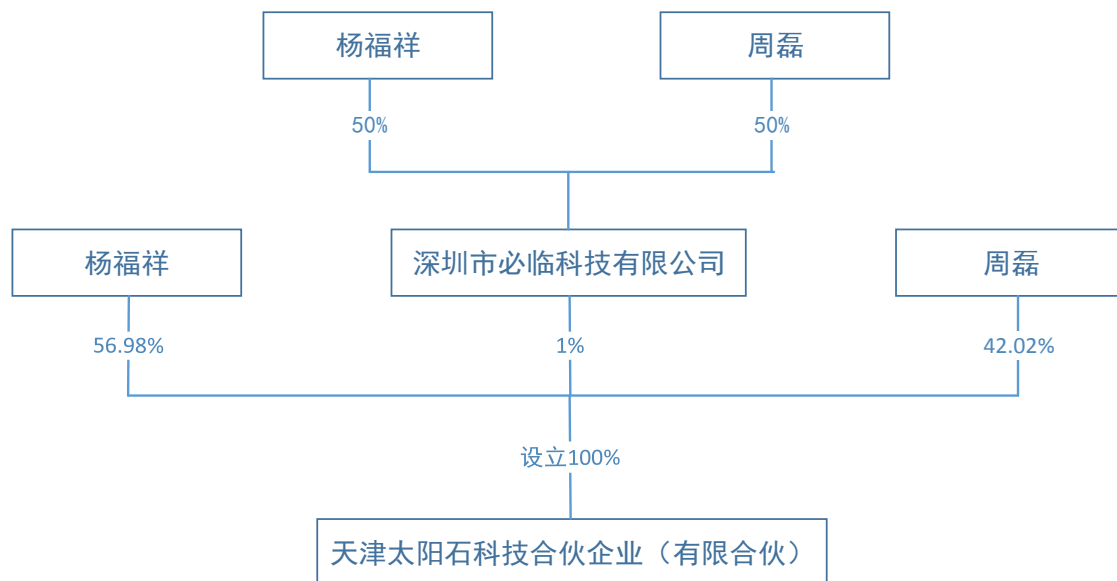 杨福祥
周磊
50%
50%
杨福祥
深圳市必临科技有限公司
周磊
56.98%
1%
42.02%
设立100%
天津太阳石科技合伙企业（有限合伙）